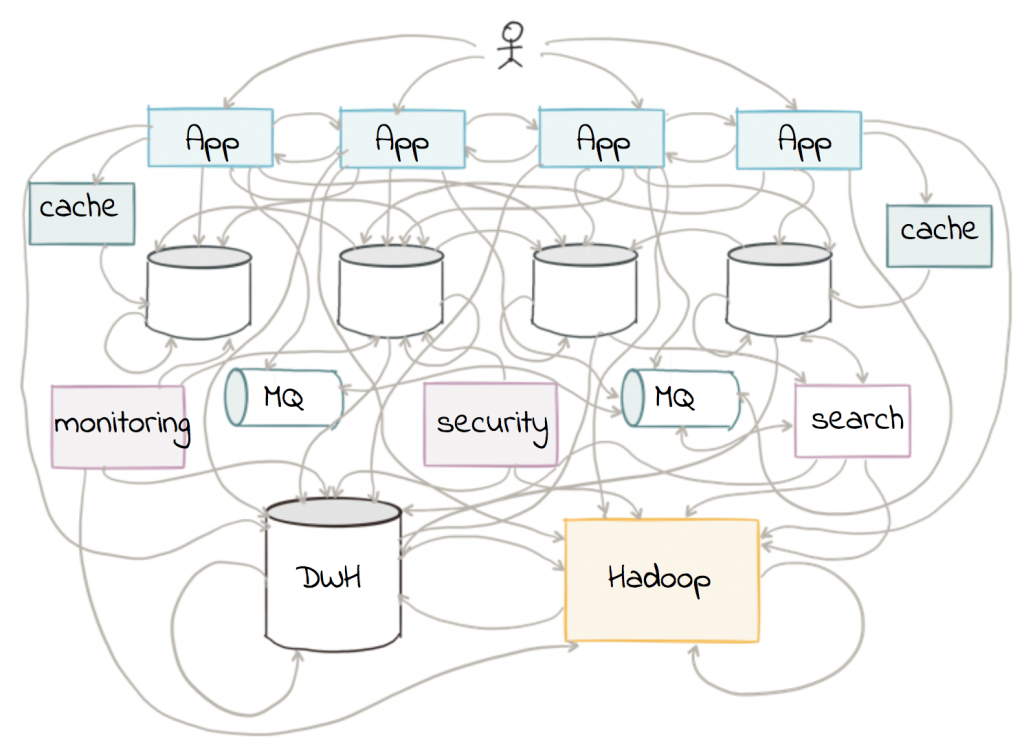 App
App
App
App
cache
cache
MQ
MQ
monitoring
security
search
DWH
Hadoop